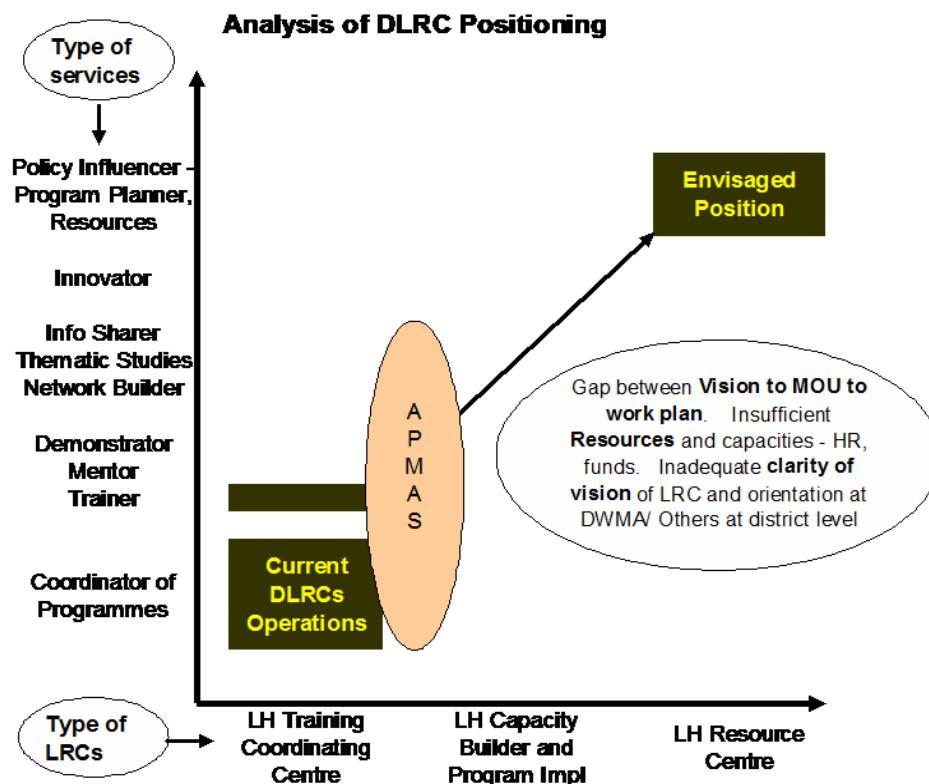 Analysis of DLRC Positioning
Type of
services
Policy Influencer -
Program Planner,
Resources
Innovator
Info Sharer
Thematic Studies
Network Builder
Demonstrator
Mentor
Trainer
Coordinator of
Programmes
Envisaged
Position
A
P
M
A
S
Gap between Vision to MOU to
work plan. Insufficient
Resources and capacities - HR,
funds. Inadequate clarity of
vision of LRC and orientation at
DWMA/ Others at district level
Current
DLRCs
Operations
Type of
LRCs
LH Training
Coordinating
Centre
LH Capacity
Builder and
Program Impl
LH Resource
Centre